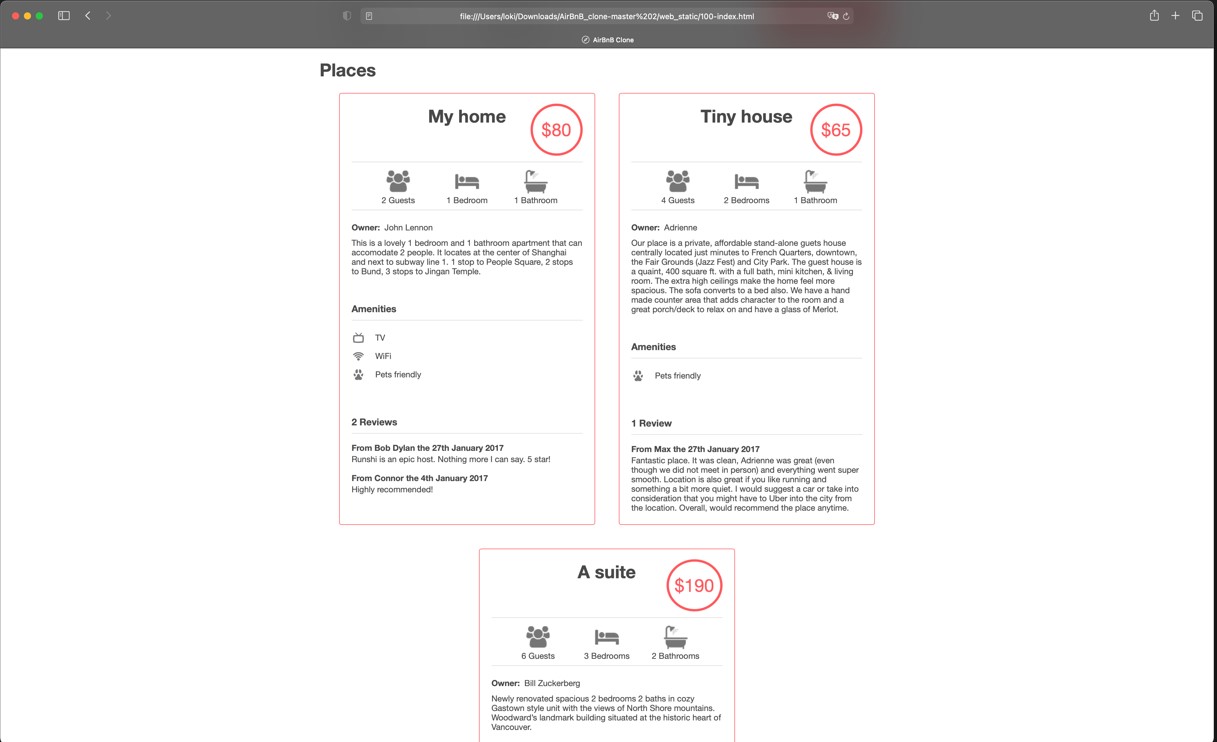 file:///Users/loki/Downloads/AirBnB_clone-master%202/web_static/100-index.html
AirBnB Clone
Places
My home
$80
2 Guests
1 Bedroom
1 Bathroom
Owner: John Lennon
This is a lovely 1 bedroom and 1 bathroom apartment that can
accomodate 2 people. It locates at the center of Shanghai
and next to subway line 1. 1 stop to People Square, 2 stops
to Bund, 3 stops to Jingan Temple.
Amenities
TV
WiFi
Pets friendly
2 Reviews
From Bob Dylan the 27th January 2017
Runshi is an epic host. Nothing more I can say. 5 star!
From Connor the 4th January 2017
Highly recommended!
Tiny house
$65
4 Guests
2 Bedrooms
1 Bathroom
Owner: Adrienne
Our place is a private, affordable stand-alone guets house
centrally located just minutes to French Quarters, downtown,
the Fair Grounds (Jazz Fest) and City Park. The guest house is
a quaint, 400 square ft. with a full bath, mini kitchen, & living
room. The extra high ceilings make the home feel more
spacious. The sofa converts to a bed also. We have a hand
made counter area that adds character to the room and a
great porch/deck to relax on and have a glass of Merlot.
Amenities
Pets friendly
1 Review
From Max the 27th January 2017
Fantastic place. It was clean, Adrienne was great (even
though we did not meet in person) and everything went super
smooth. Location is also great if you like running and
something a bit more quiet. I would suggest a car or take into
consideration that you might have to Uber into the city from
the location. Overall, would recommend the place anytime.
A suite
$190
6 Guests
3 Bedrooms
2 Bathrooms
Owner: Bill Zuckerberg
Newly renovated spacious 2 bedrooms 2 baths in cozy
Gastown style unit with the views of North Shore mountains.
Woodward's landmark building situated at the historic heart of
Vancouver.